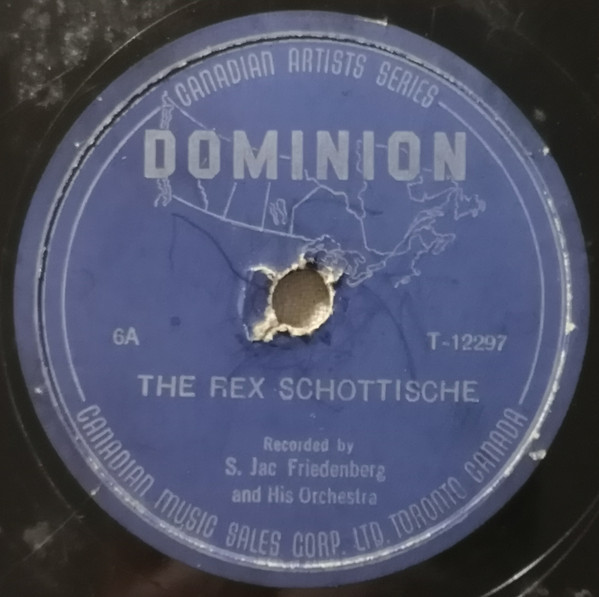 CANADIAN ARTISTS SERIES
DOMINION
6A
T-12297
THE REX SCHOTTISCHE
Recorded by
S. Jac Friedenberg
and His Orchestra
CANADIAN MUSIC SALES CORP. LTD. TORONTO CANADA